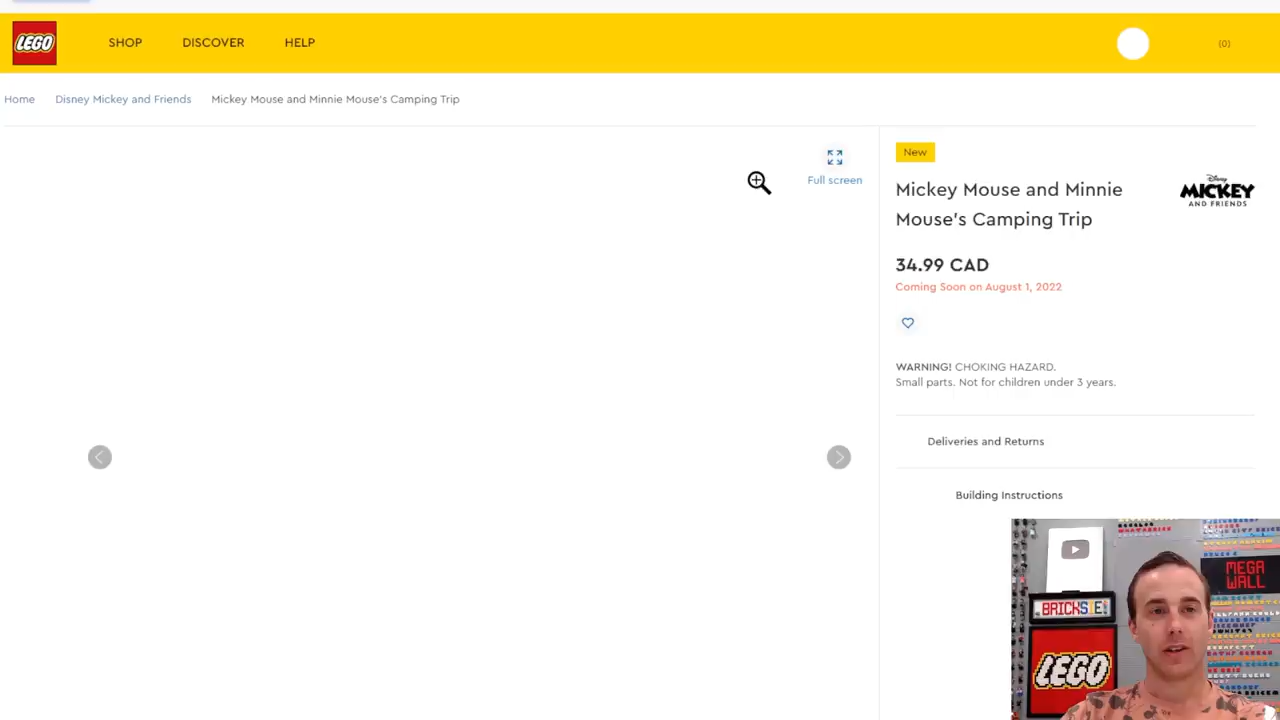 LEGO
SHOP
DISCOVER
HELP
(0)
Home
Disney Mickey and Friends
Mickey Mouse and Minnie Mouse's Camping Trip
Full screen
New
Mickey Mouse and Minnie
Mouse's Camping Trip
Disney
MICKEY
AND FRIENDS
34.99 CAD
Coming Soon on August 1, 2022
WARNING! CHOKING HAZARD.
Small parts. Not for children under 3 years.
Deliveries and Returns
Building Instructions
BRICKSIE
LEGO
MEGA
WALL